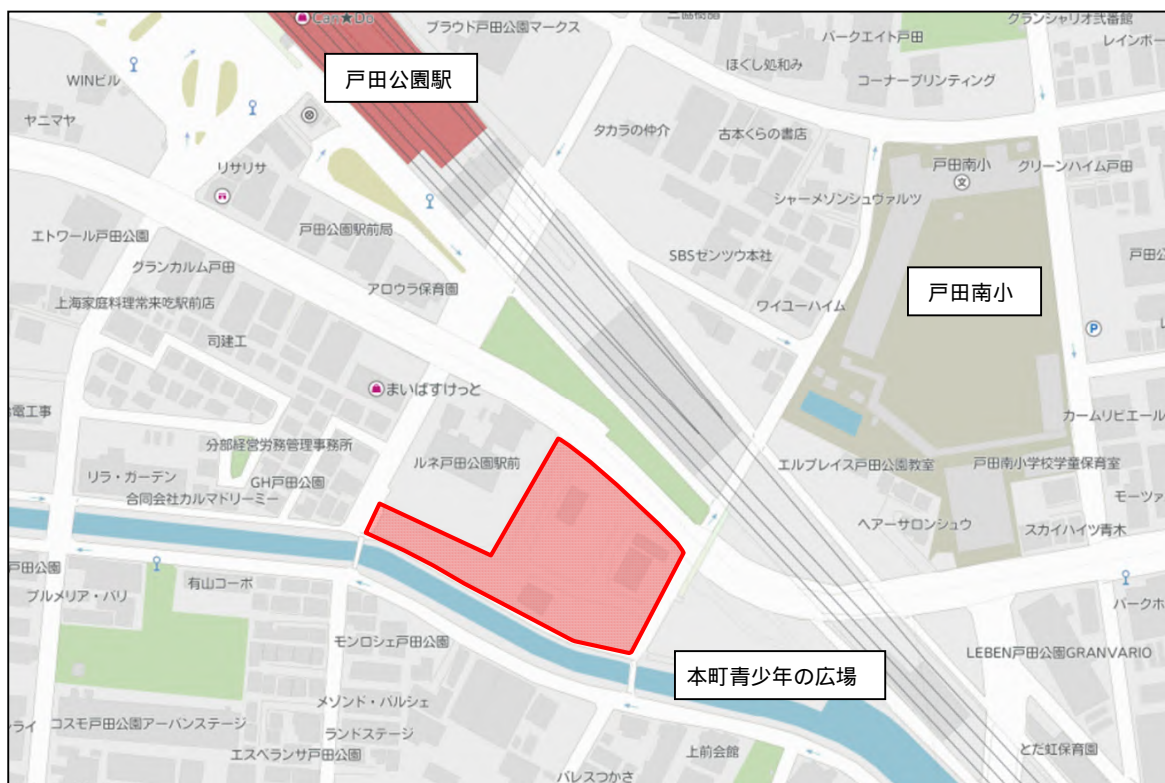 Can★Do
プラウド戸田公園マークス
グランシャリオ弐番館
パークエイト戸田
レインボー
戸田公園駅
WINビル
ほぐし処和み
コーナープリンティング
ヤニマヤ
タカラの仲介
古本くらの書店
リサリサ
戸田南小
文
グリーンハイム戸田
シャーメゾンシュヴァルツ
戸田公園駅前局
エトワール戸田公園
SBSゼンツウ本社
戸田公
グランカルム戸田
アロウラ保育園
戸田南小
上海家庭料理常来吃駅前店
ワイユーハイム
P
司建工
まいばすけっと
電工事
カームリビエール
分部経営労務管理事務所
ルネ戸田公園駅前
エルプレイス戸田公園教室
戸田南小学校学童保育室
リラ・ガーデン
GH戸田公園
合同会社カルマドリーミー
モーツァ
ヘアーサロンシュウ
スカイハイツ青木
戸田公園
有山コーポ
ブルメリア・バリ
パークホ
モンロシェ戸田公園
LEBEN戸田公園GRANVARIO
本町青少年の広場
メゾンド・パルシェ
ライ
コスモ戸田公園アーバンステージ
ランドステージ
エスペランサ戸田公園
上前会館
とだ虹保育園
パレスつかさ